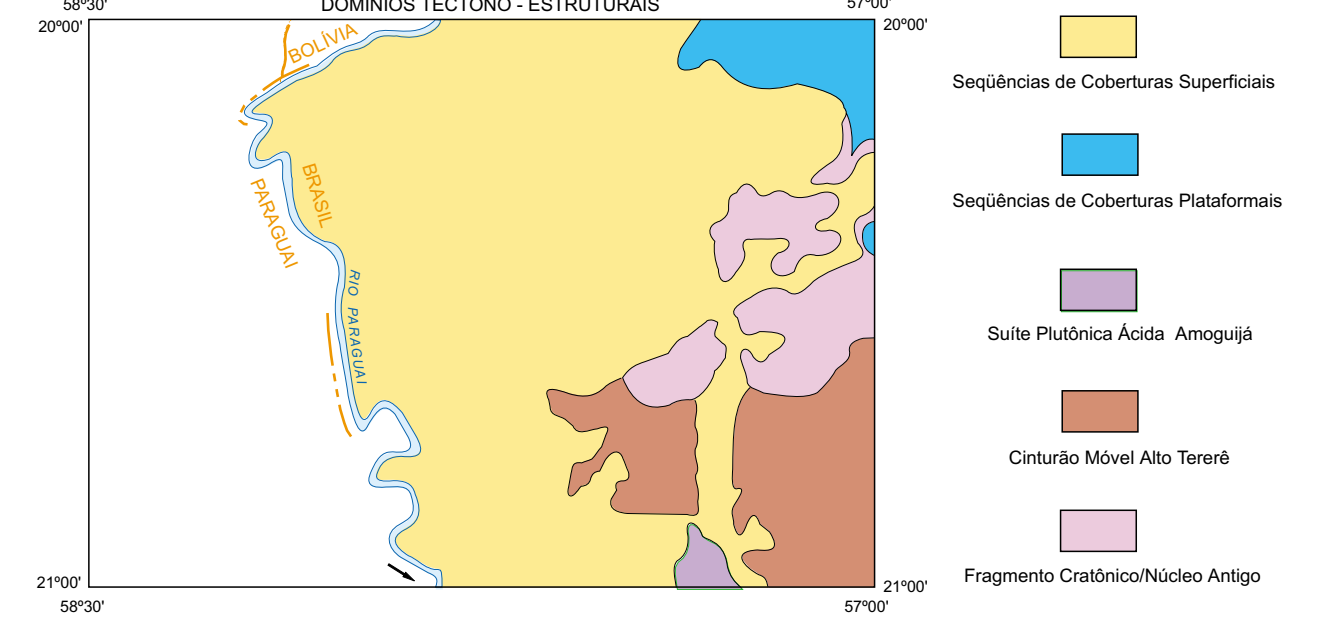 58º30'
DOMÍNIOS TECTONO - ESTRUTURAIS
57º00'
20º00'
20º00'
BOLÍVIA
BRASIL
PARAGUAI
RIO PARAGUAI
21º00'
21º00'
58º30'
57º00'
Seqüências de Coberturas Superficiais
Seqüências de Coberturas Plataformais
Suíte Plutônica Ácida Amoguijá
Cinturão Móvel Alto Tererê
Fragmento Cratônico/Núcleo Antigo